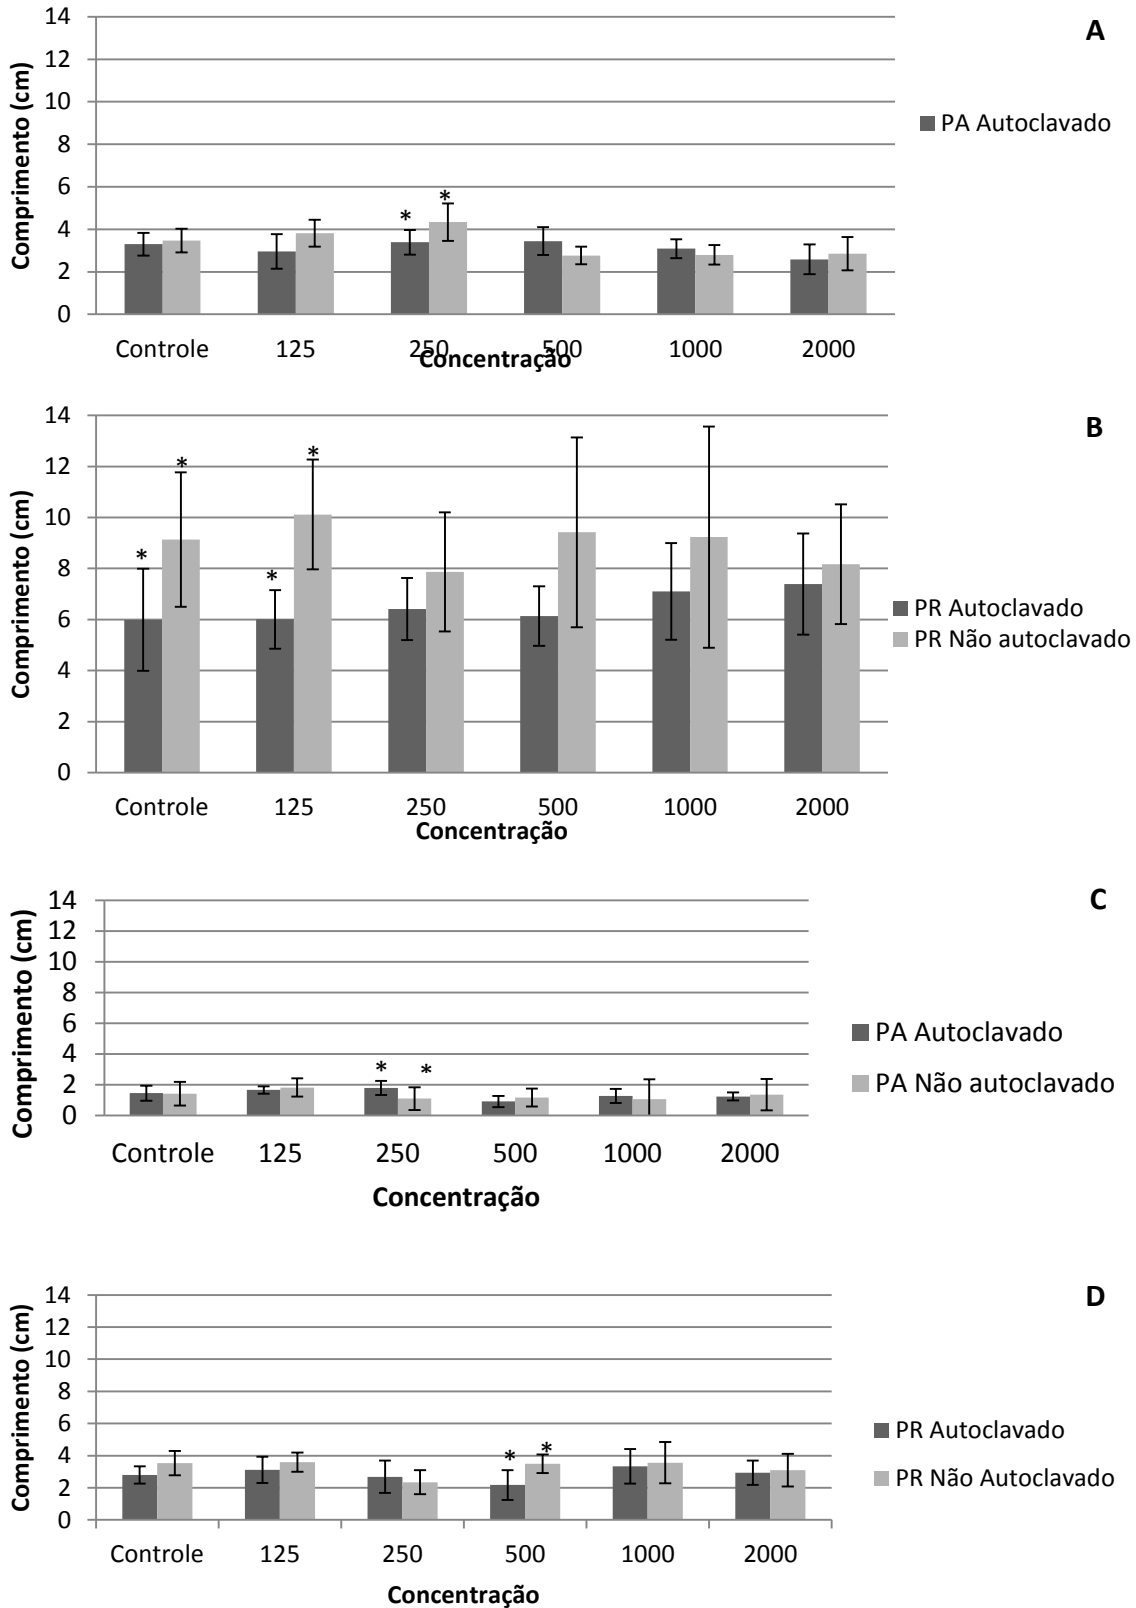 A
Comprimento (cm)
14
12
10
8
6
4
2
0
* *
PA Autoclavado
Controle 125 250 500 1000 2000
Concentração
B
Comprimento (cm)
14
12
10
8
6
4
2
0
* * * *
PR Autoclavado
PR Não autoclavado
Controle 125 250 500 1000 2000
Concentração
C
Comprimento (cm)
14
12
10
8
6
4
2
0
* *
PA Autoclavado
PA Não autoclavado
Controle 125 250 500 1000 2000
Concentração
D
Comprimento (cm)
14
12
10
8
6
4
2
0
* *
PR Autoclavado
PR Não Autoclavado
Controle 125 250 500 1000 2000
Concentração